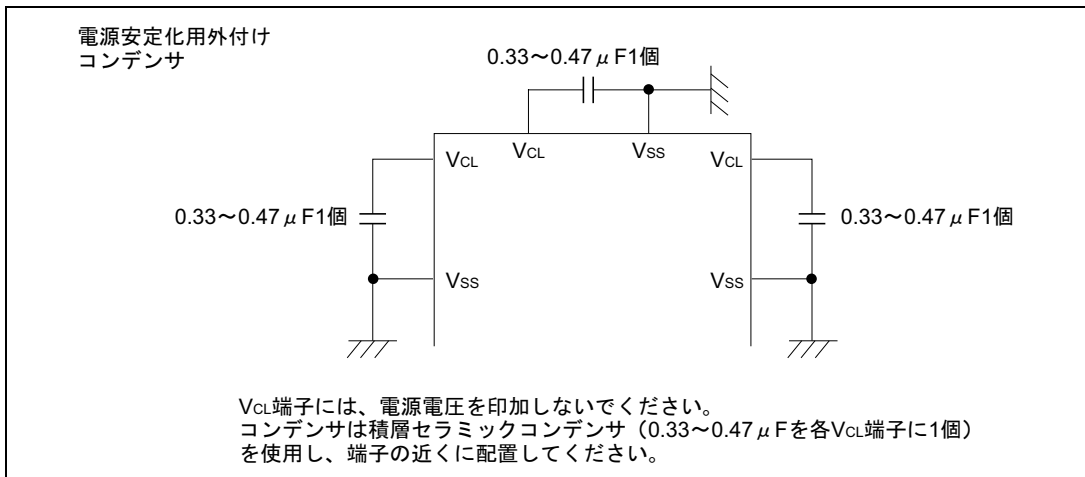 電源安定化用外付け
コンデンサ
0.33～0.47μF1個
VCL
VCL
VSS
VCL
0.33～0.47μF1個
0.33～0.47μF1個
VSS
VSS
VCL端子には、電源電圧を印加しないでください。
コンデンサは積層セラミックコンデンサ（0.33～0.47μFを各VCL端子に1個）
を使用し、端子の近くに配置してください。